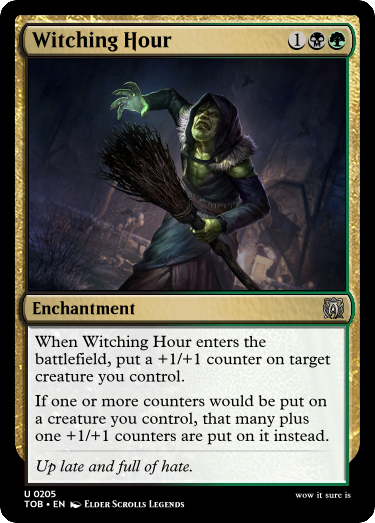 Witching Hour 1
Enchantment
When Witching Hour enters the
battlefield, put a +1/+1 counter on target
creature you control.
If one or more counters would be put on
a creature you control, that many plus
one +1/+1 counters are put on it instead.
Up late and full of hate.
U 0205
TOB • EN Elder Scrolls Legends
wow it sure is